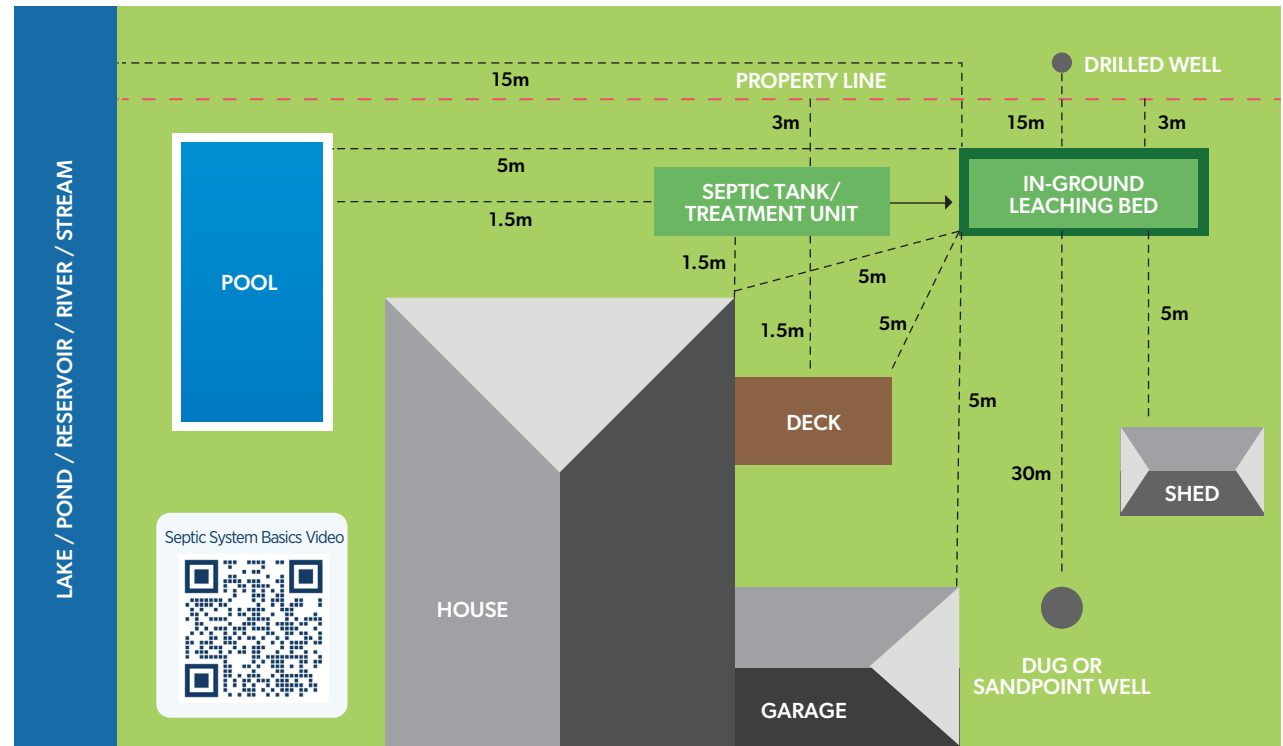 15m
PROPERTY LINE
DRILLED WELL
3m
15m
3m
5m
SEPTIC TANK/
TREATMENT UNIT
IN-GROUND
LEACHING BED
1.5m
LAKE / POND / RESERVOIR / RIVER / STREAM
POOL
1.5m
5m
1.5m
5m
5m
5m
DECK
30m
SHED
Septic System Basics Video
HOUSE
DUG OR
SANDPOINT WELL
GARAGE